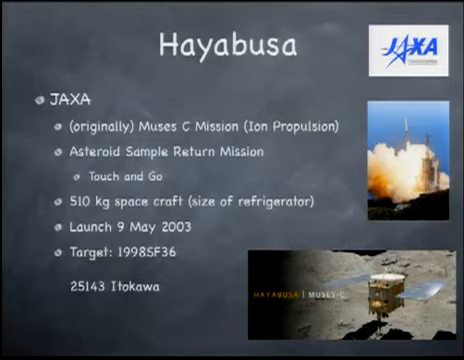 Hayabusa
JAXA
JAXA
(originally) Muses C Mission (Ion Propulsion)
Asteroid Sample Return Mission
Touch and Go
510 kg space craft (size of refrigerator)
Launch 9 May 2003
Target: 1998SF36
25143 Itokawa
HAYABUSA | MUSES-C